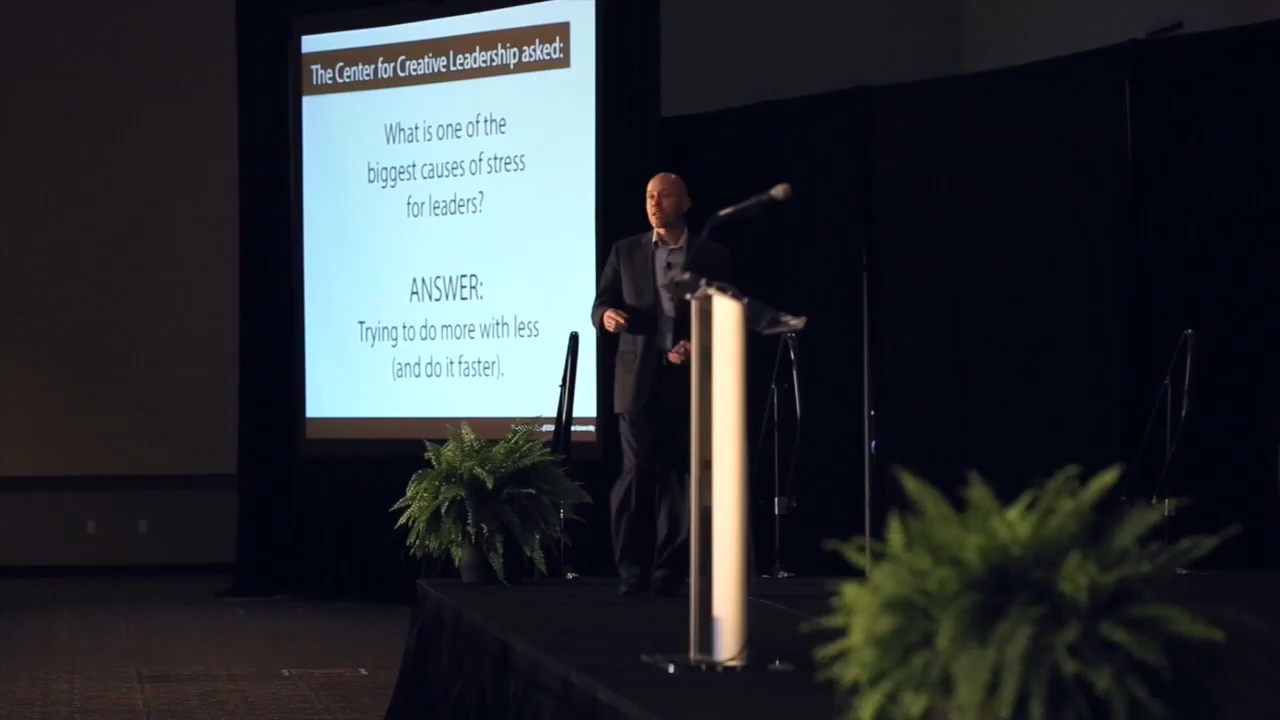 The Center for Creative Leadership asked:
What is one of the
biggest causes of stress
for leaders?
ANSWER:
Trying to do more with less
(and do it faster).